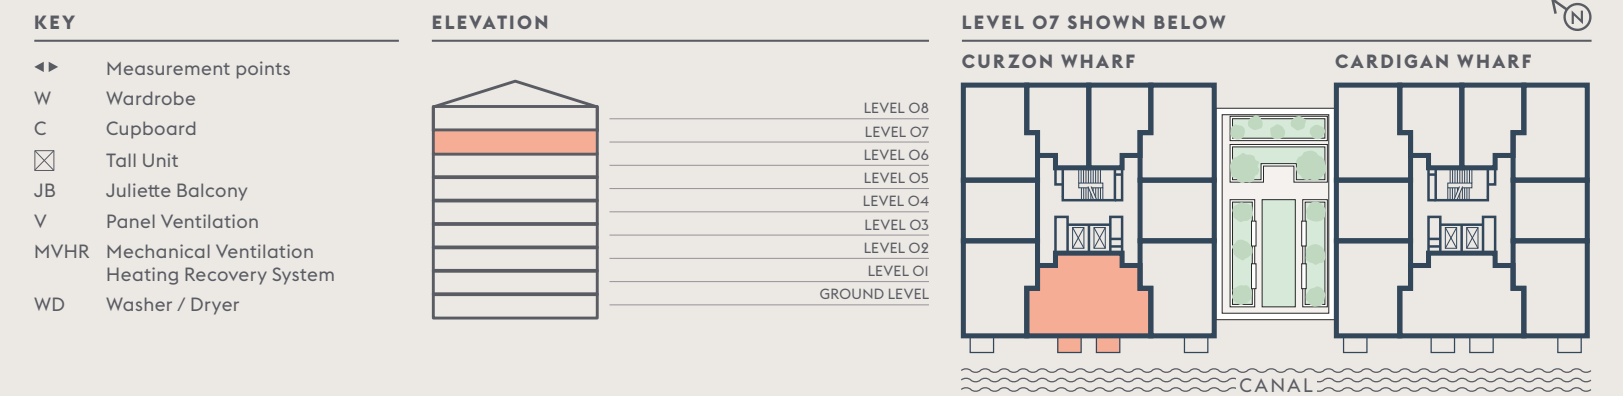 KEY
Measurement points
W Wardrobe
C Cupboard
Tall Unit
JB Juliette Balcony
V Panel Ventilation
MVHR Mechanical Ventilation
Heating Recovery System
WD Washer / Dryer
ELEVATION
LEVEL 08
LEVEL 07
LEVEL 06
LEVEL 05
LEVEL 04
LEVEL 03
LEVEL 02
LEVEL 01
GROUND LEVEL
LEVEL 07 SHOWN BELOW
N
CURZON WHARF
CARDIGAN WHARF
CANAL